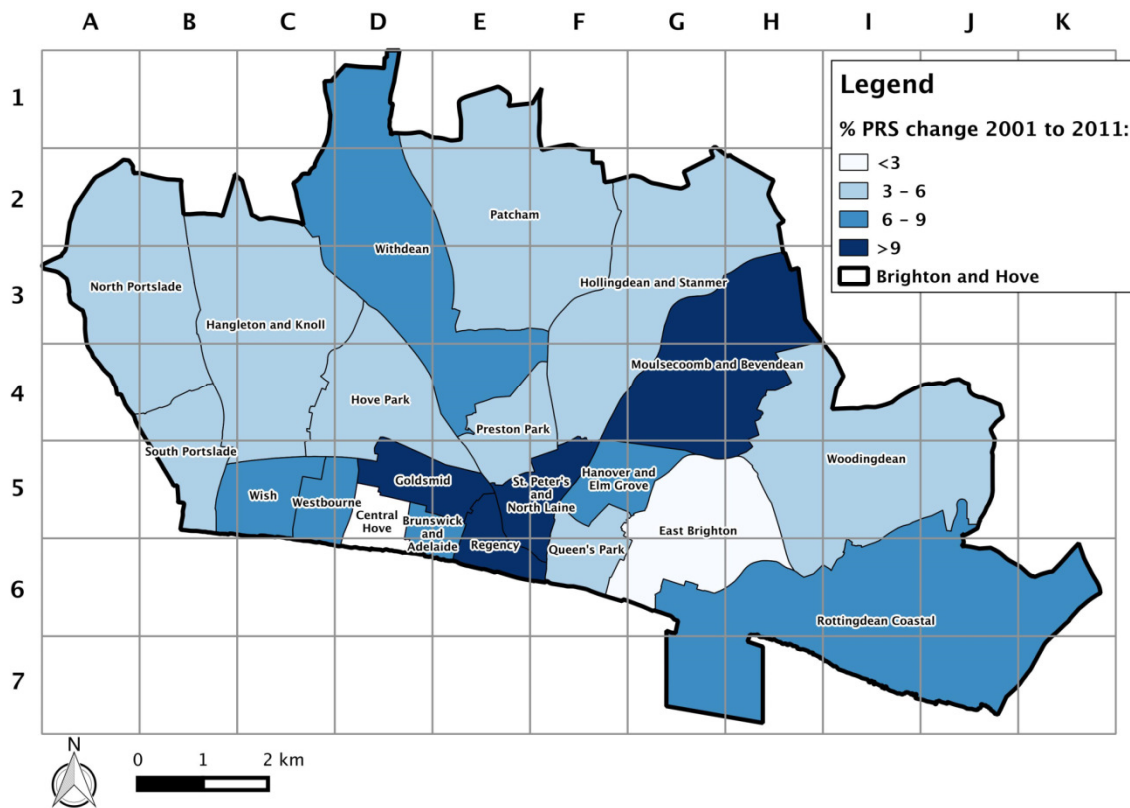 A B C D E F G H I J K
1
2
3
4
5
6
7
Legend
% PRS change 2001 to 2011:
<3
3 - 6
6 - 9
>9
Brighton and Hove
Patcham
Withdean
Hollingdean and Stanmer
North Portslade
Hangleton and Knoll
Moulsecoomb and Bevendean
Hove Park
Preston Park
South Portslade
Woodingdean
Goldsmid
St. Peter's
and
North Laine
Hanover and
Elm Grove
Wish
Westbourne
Central
Hove
Brunswick
and
Adelaide
Regency
Queen's Park
East Brighton
Rottingdean Coastal
N
0 1 2 km